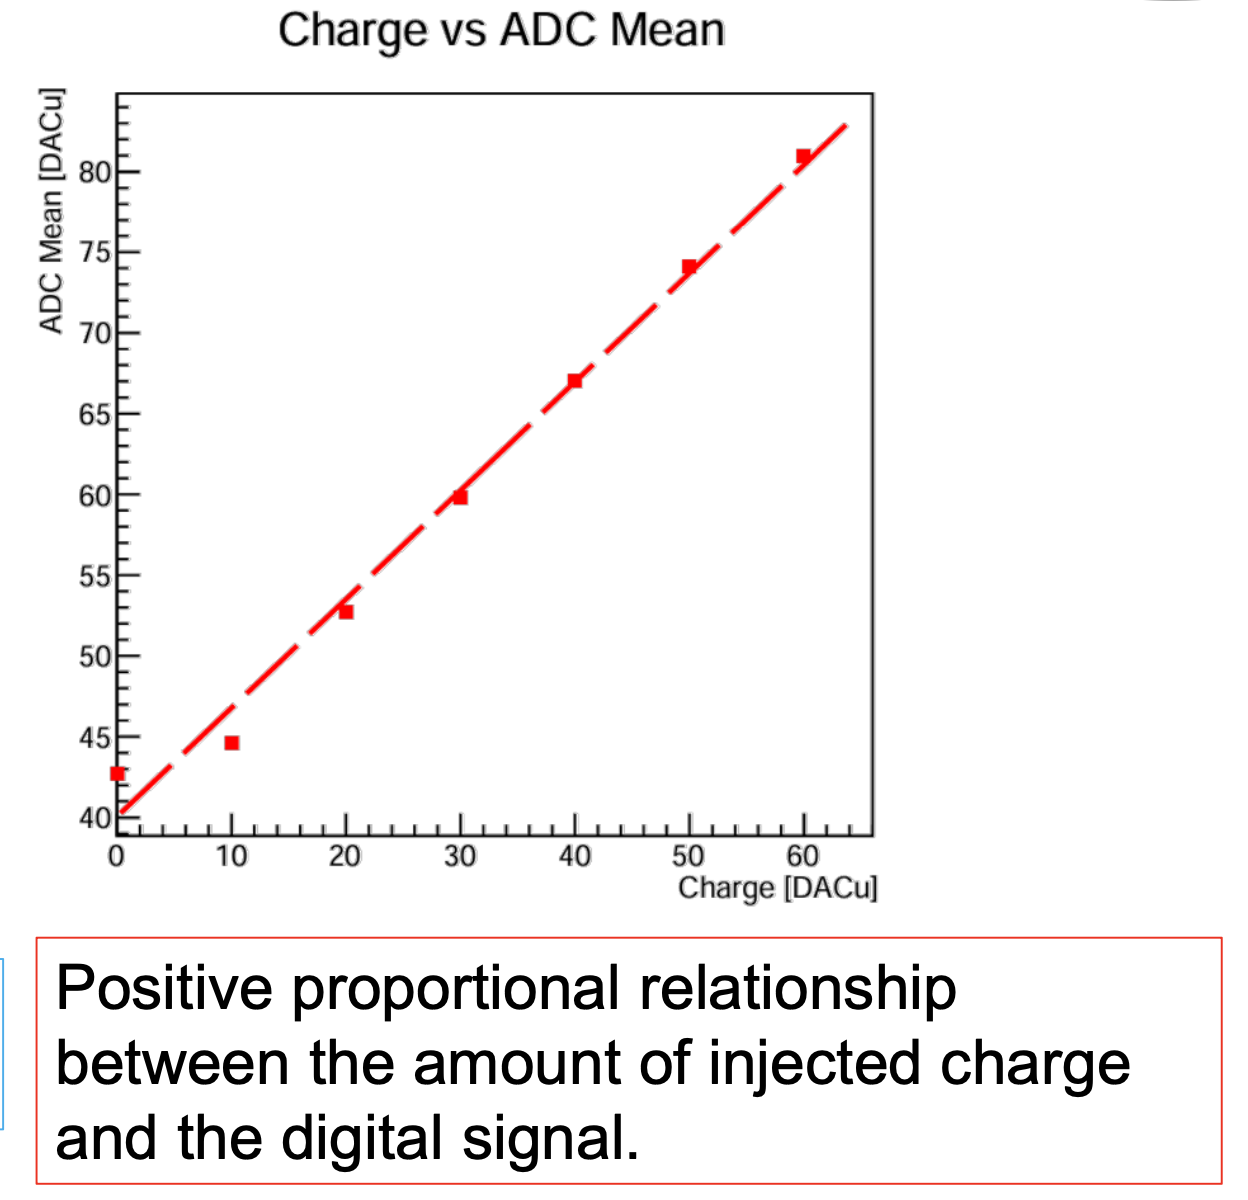 Charge vs ADC Mean
ADC Mean [DACu]
80
75
70
65
60
55
50
45
40
0 10 20 30 40 50 60
Charge [DACu]
Positive proportional relationship
between the amount of injected charge
and the digital signal.